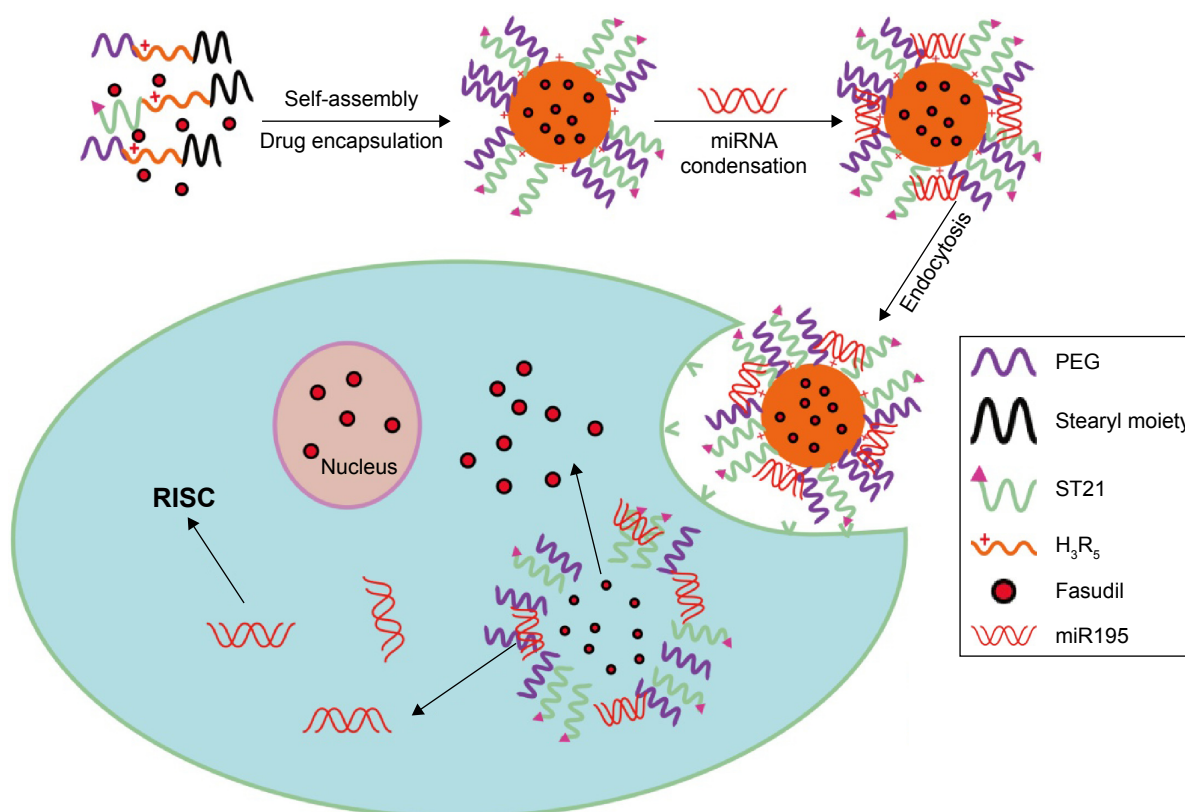 Self-assembly
Drug encapsulation
miRNA
condensation
Endocytosis
Nucleus
RISC
PEG
Stearyl moiety
ST21
H₃R₅
Fasudil
miR195